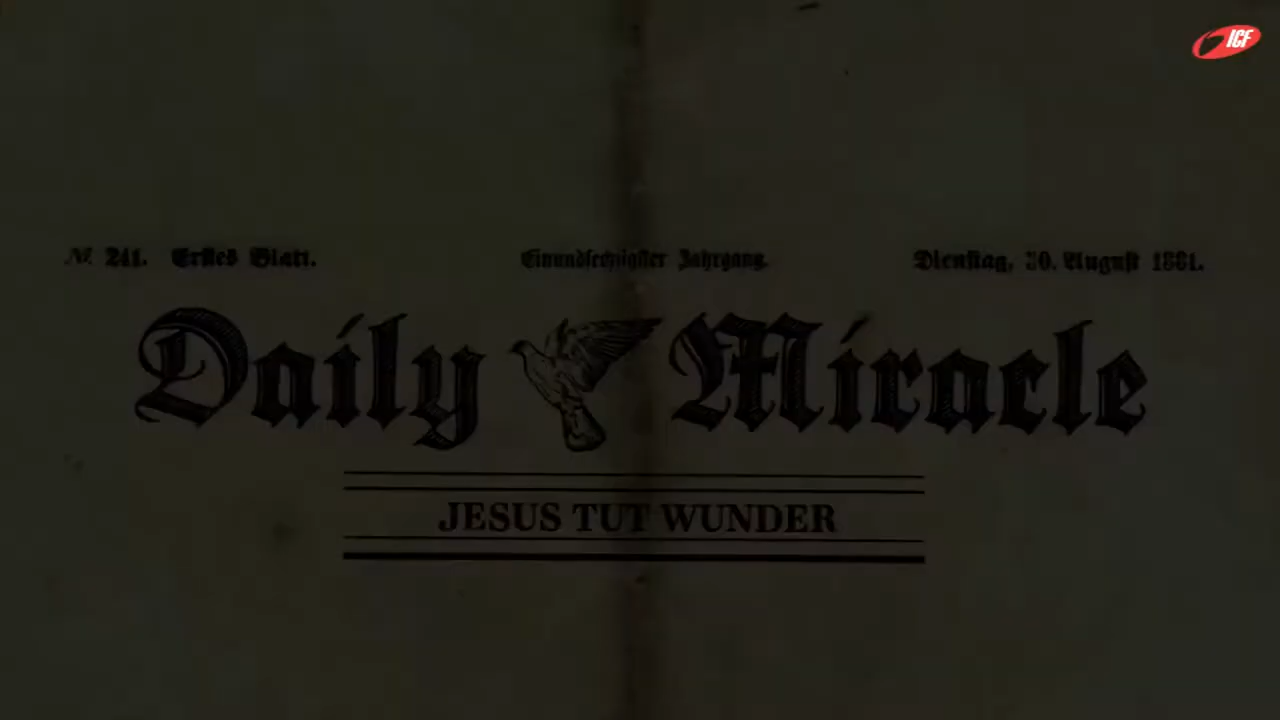 ICF
№ 241. Erstes Blatt.
Einundsechzigster Jahrgang.
Dienstag, 30. August 1881.
Daily Miracle
JESUS TUT WUNDER